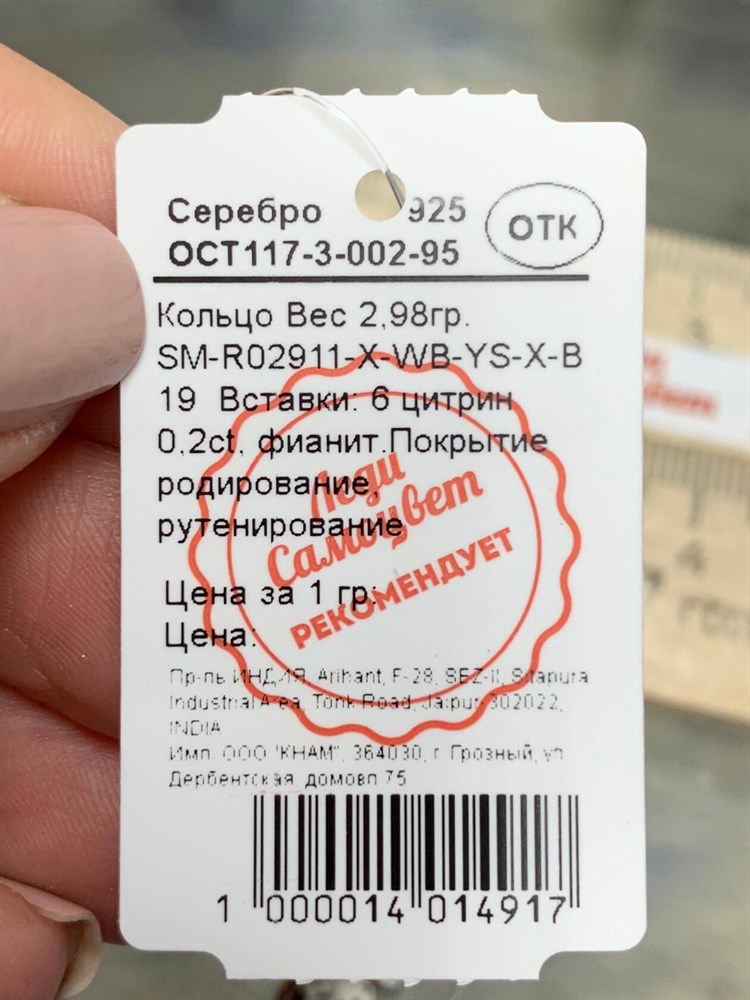 Серебро 925
ОТК
ОСТ117-3-002-95
Кольцо Вес 2,98гр.
SM-R02911-X-WB-YS-X-B
19 Вставки: 6 цитрин
0,2ct, фианит.Покрытие
родирование,
рутенирование
Леди
Самоцвет
РЕКОМЕНДУЕТ
Цена за 1 гр.:
Цена:
Пр-ль ИНДИЯ, Arihant, F-28, SEZ-II, Sitapura
Industrial Area, Tonk Road, Jaipur-302022,
INDIA
Имп. ООО "КНАМ", 364030, г. Грозный, ул
Дербентская, домовл 75
1 000014 014917
3
4